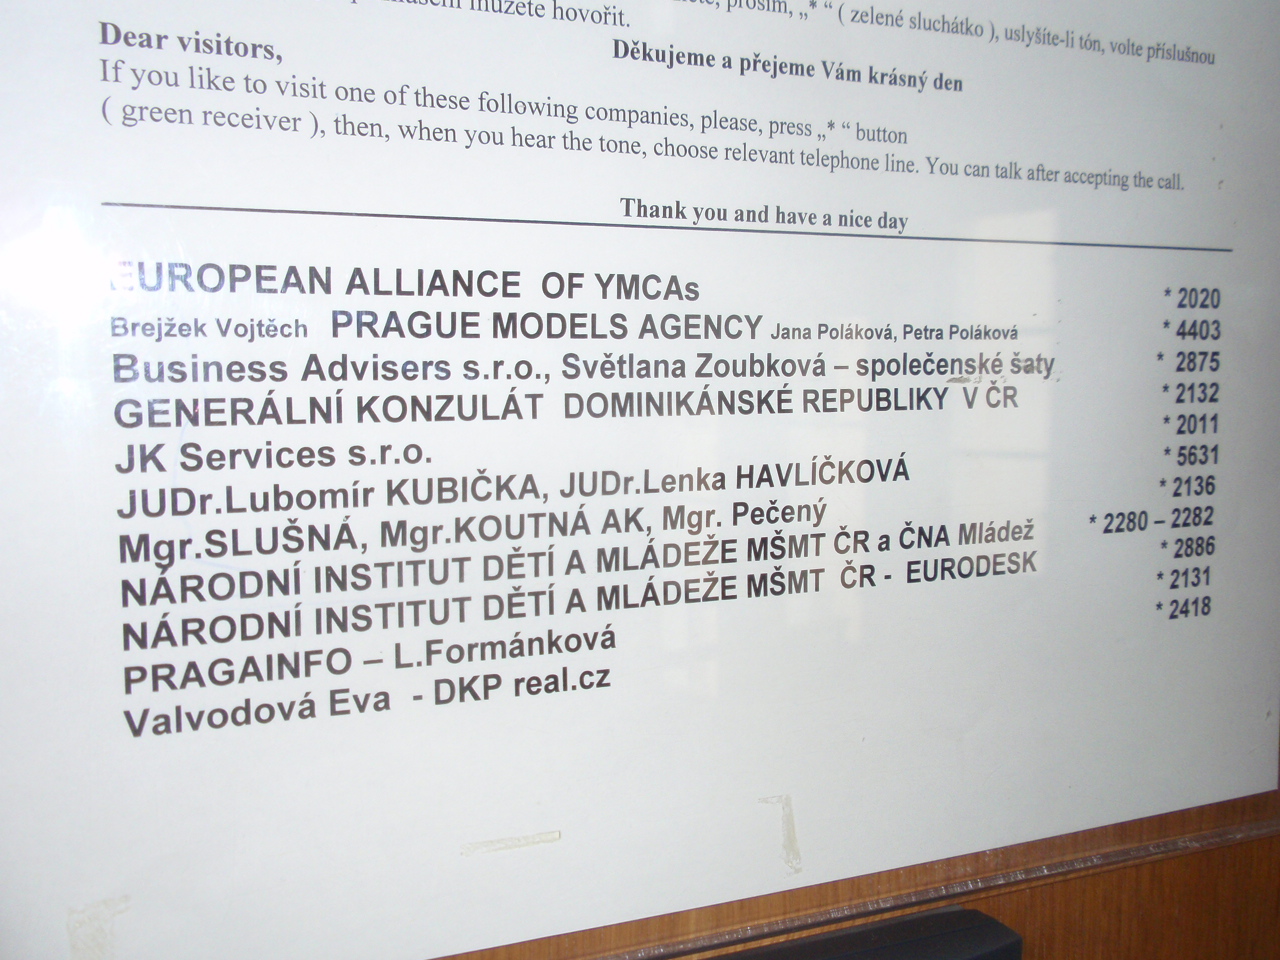 můžete hovořit.
prosím, „* “ ( zelené sluchátko ), uslyšíte-li tón, volte příslušnou
Děkujeme a přejeme Vám krásný den
Dear visitors,
If you like to visit one of these following companies, please, press „* “ button
( green receiver ), then, when you hear the tone, choose relevant telephone line. You can talk after accepting the call.
Thank you and have a nice day
EUROPEAN ALLIANCE OF YMCAs * 2020
Brejžek Vojtěch PRAGUE MODELS AGENCY Jana Poláková, Petra Poláková * 4403
Business Advisers s.r.o., Světlana Zoubková – společenské šaty * 2875
GENERÁLNÍ KONZULÁT DOMINIKÁNSKÉ REPUBLIKY V ČR * 2132
JK Services s.r.o. * 2011
JUDr.Lubomír KUBIČKA, JUDr.Lenka HAVLÍČKOVÁ * 5631
Mgr.SLUŠNÁ, Mgr.KOUTNÁ AK, Mgr. Pečený * 2136
NÁRODNÍ INSTITUT DĚTÍ A MLÁDEŽE MŠMT ČR a ČNA Mládež * 2280 – 2282
NÁRODNÍ INSTITUT DĚTÍ A MLÁDEŽE MŠMT ČR - EURODESK * 2886
PRAGAINFO – L.Formánková * 2131
Valvodová Eva - DKP real.cz * 2418